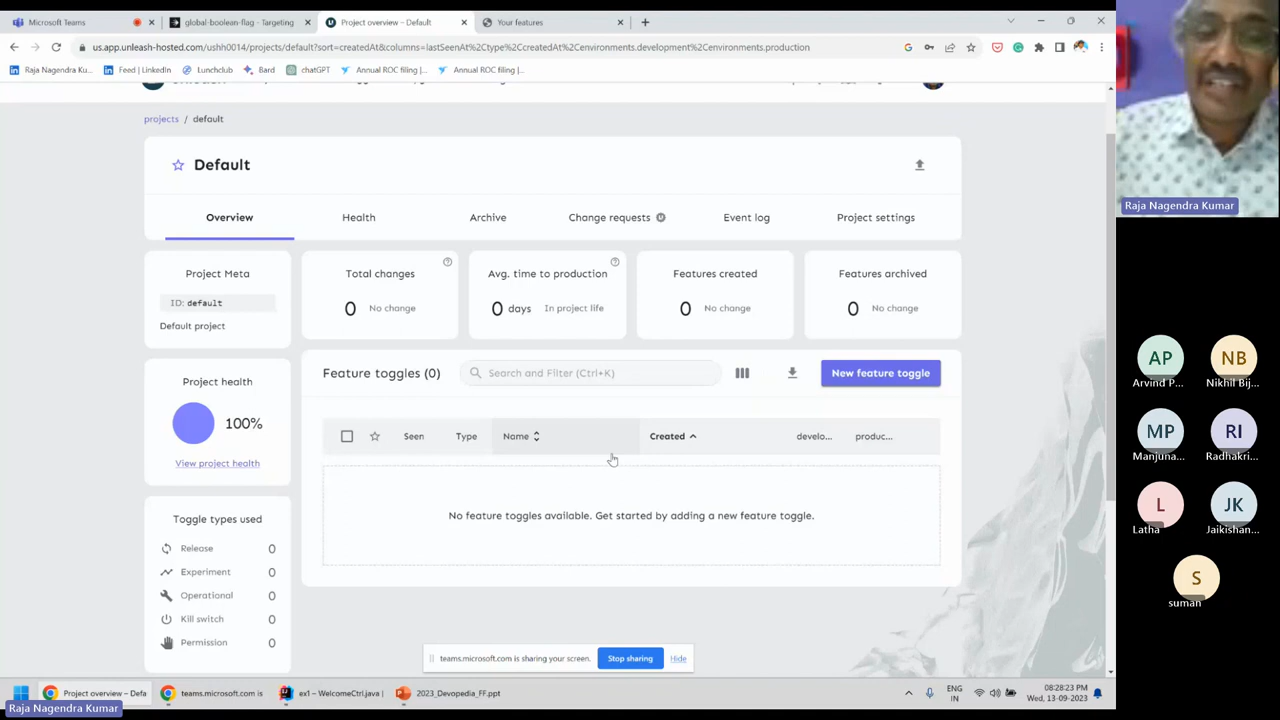 Microsoft Teams
global-boolean-flag - Targeting
Project overview – Default
Your features
us.app.unleash-hosted.com/ushh0014/projects/default?sort=createdAt&columns=lastSeenAt%2Ctype%2CcreatedAt%2Cenvironments.development%2Cenvironments.production
Raja Nagendra Ku...
Feed | LinkedIn
Lunchclub
Bard
chatGPT
Annual ROC filing |...
Annual ROC filing |...
projects / default
Default
Overview
Health
Archive
Change requests
Event log
Project settings
Project Meta
ID: default
Default project
Total changes
0 No change
Avg. time to production
0 days In project life
Features created
0 No change
Features archived
0 No change
Project health
100%
View project health
Feature toggles (0)
Search and Filter (Ctrl+K)
New feature toggle
Seen
Type
Name
Created
develo...
produc...
No feature toggles available. Get started by adding a new feature toggle.
Toggle types used
Release 0
Experiment 0
Operational 0
Kill switch 0
Permission 0
teams.microsoft.com is sharing your screen.
Stop sharing
Hide
Project overview – Defa
teams.microsoft.com is
ex1 – WelcomeCtrl.java
2023_Devopedia_FF.ppt
ENG
IN
08:28:23 PM
Wed, 13-09-2023
Raja Nagendra Kumar
Raja Nagendra Kumar
AP
Arvind P...
NB
Nikhil Bij...
MP
Manjuna...
RI
Radhakri...
L
Latha
JK
Jaikishan...
S
suman